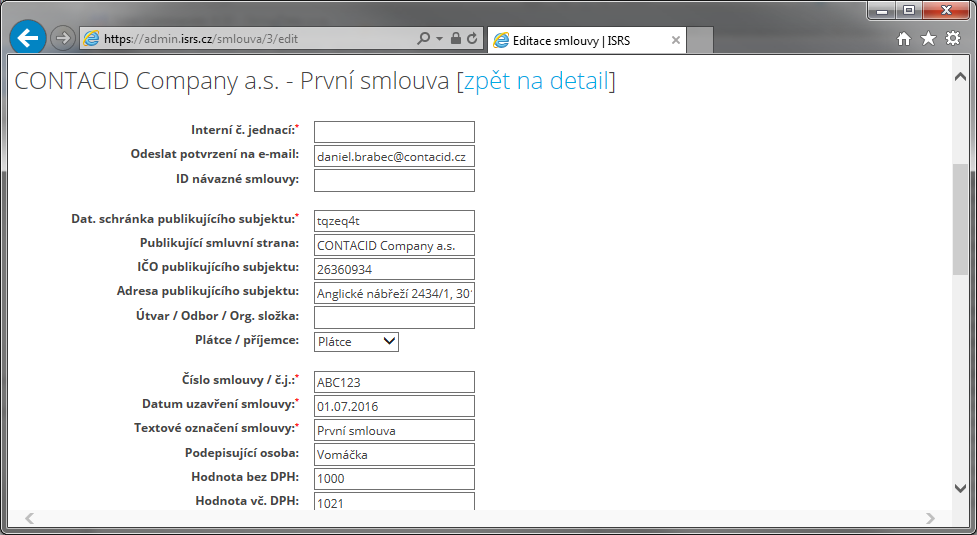 https://admin.isrs.cz/smlouva/3/edit
Editace smlouvy | ISRS
CONTACID Company a.s. - První smlouva [zpět na detail]
Interní č. jednací:*
Odeslat potvrzení na e-mail: daniel.brabec@contacid.cz
ID návazné smlouvy:
Dat. schránka publikujícího subjektu:* tqzeq4t
Publikující smluvní strana: CONTACID Company a.s.
IČO publikujícího subjektu: 26360934
Adresa publikujícího subjektu: Anglické nábřeží 2434/1, 301
Útvar / Odbor / Org. složka:
Plátce / příjemce: Plátce
Číslo smlouvy / č.j.:* ABC123
Datum uzavření smlouvy:* 01.07.2016
Textové označení smlouvy:* První smlouva
Podepisující osoba: Vomáčka
Hodnota bez DPH: 1000
Hodnota vč. DPH: 1021